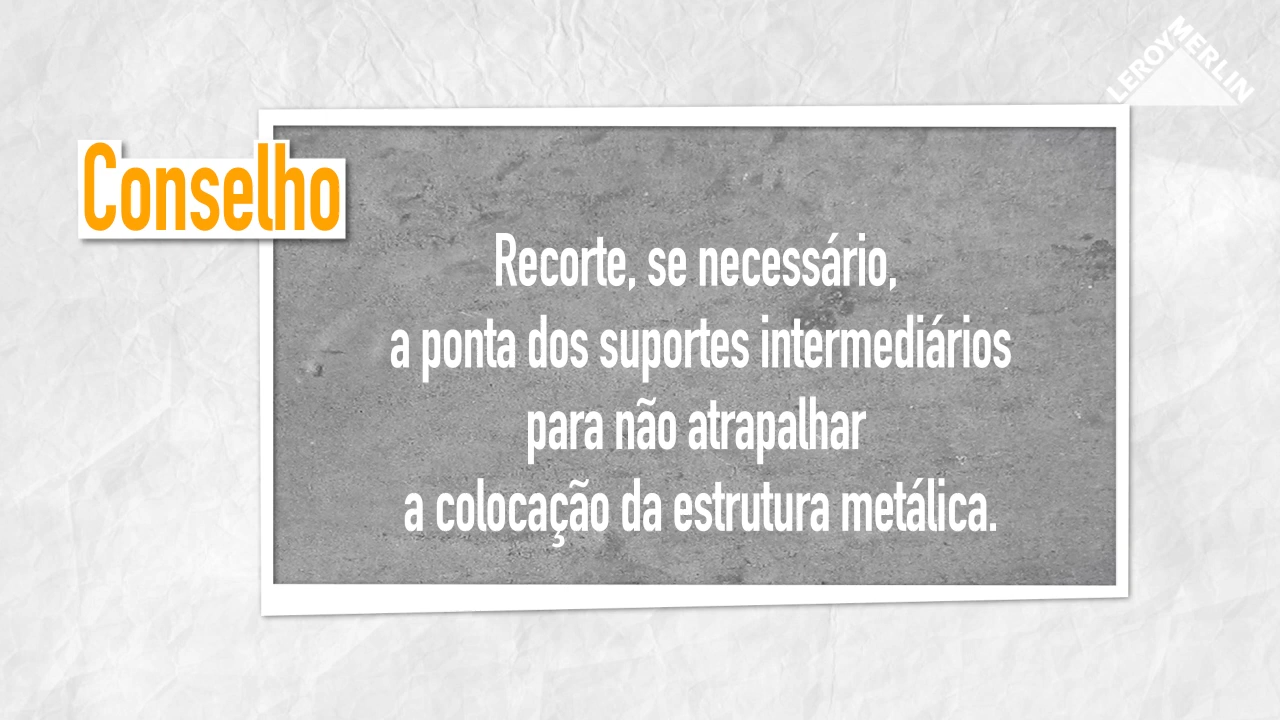 LEROY MERLIN
Conselho
Recorte, se necessário,
a ponta dos suportes intermediários
para não atrapalhar
a colocação da estrutura metálica.